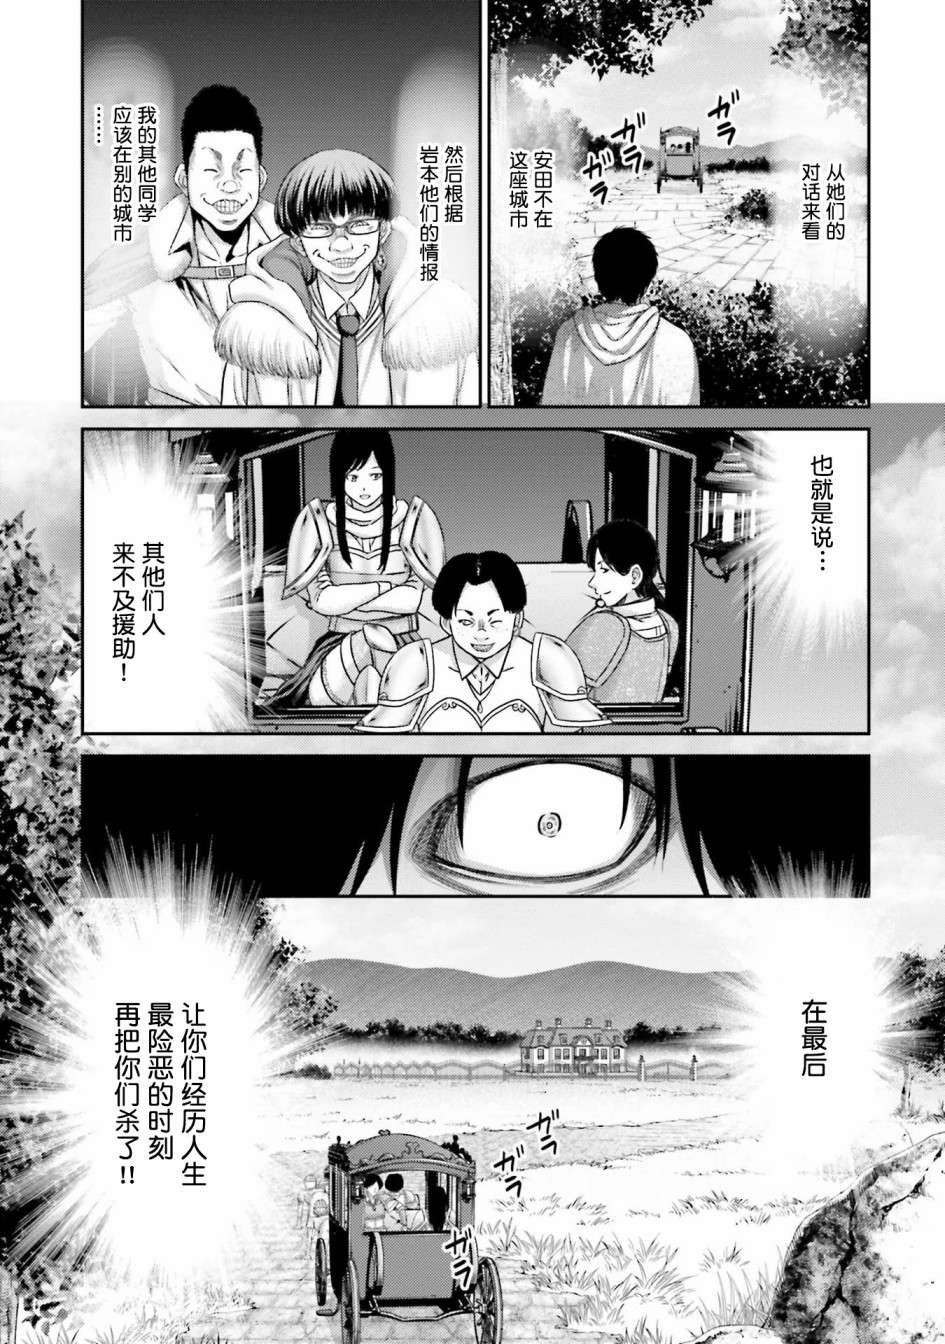 从她们的
对话来看
安田不在
这座城市
ガラ
ガラ
ガラ
然后根据
岩本他们的情报
我的其他同学
应该在别的城市
……
也就是说…
其他们人
来不及援助！
在最后
让你们经历人生
最险恶的时刻
再把你们杀了!!
ガラ
ガラ
ガラ